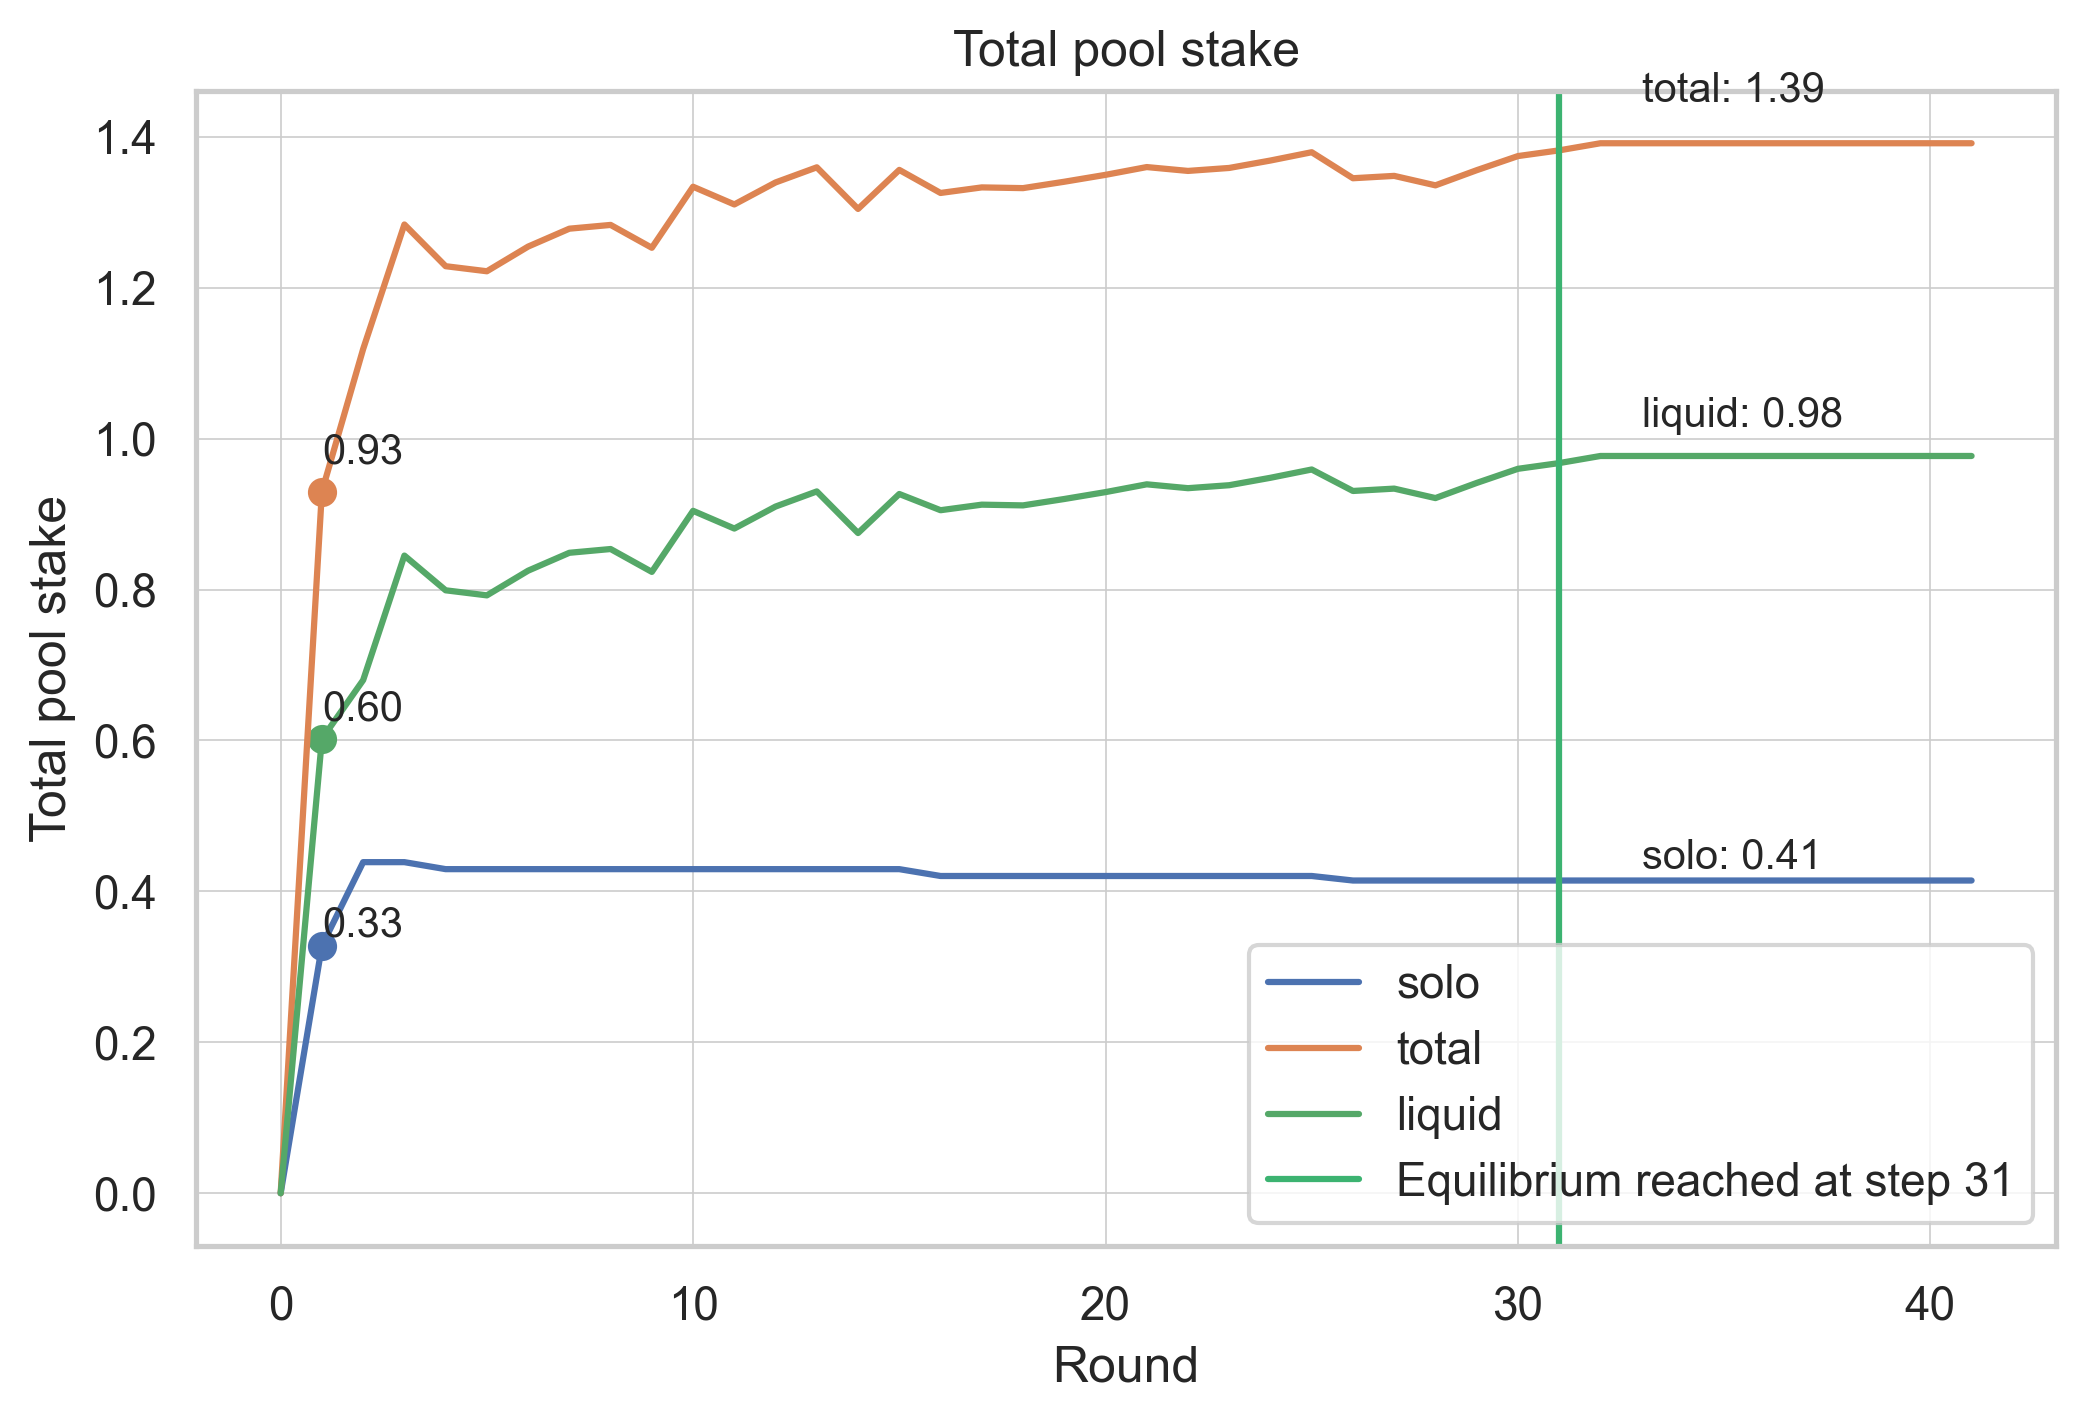 Total pool stake
total: 1.39
1.4
1.2
liquid: 0.98
1.0
0.93
0.8
Total pool stake
0.60
0.6
solo: 0.41
0.4
0.33
solo
0.2
total
liquid
0.0
Equilibrium reached at step 31
0
10
20
30
40
Round